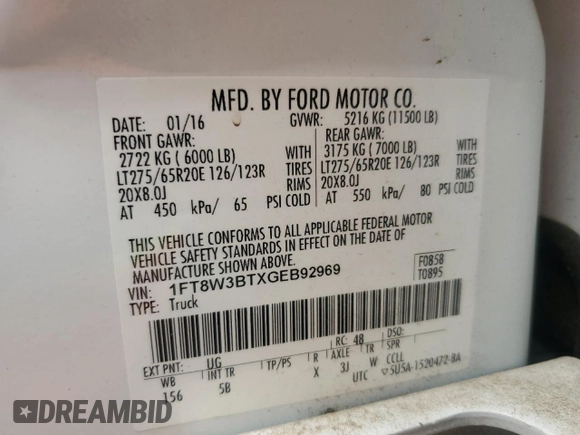 MFD. BY FORD MOTOR CO.
DATE: 01/16 GVWR: 5216 KG (11500 LB)
FRONT GAWR: REAR GAWR:
2722 KG ( 6000 LB) WITH 3175 KG ( 7000 LB) WITH
LT275/65R20E 126/123R TIRES LT275/65R20E 126/123R TIRES
20X8.0J RIMS 20X8.0J RIMS
AT 450 kPa/ 65 PSI COLD AT 550 kPa/ 80 PSI COLD
THIS VEHICLE CONFORMS TO ALL APPLICABLE FEDERAL MOTOR
VEHICLE SAFETY STANDARDS IN EFFECT ON THE DATE OF
MANUFACTURE SHOWN ABOVE.
VIN: 1FT8W3BTXGEB92969
TYPE: Truck
F0858
T0895
EXT PNT: UG RC: 48 DSO:
WB INT TR TP/PS R AXLE TR SPR
156 5B X 3J W CCLL
UTC 5U5A-1520472-BA
DREAMBID